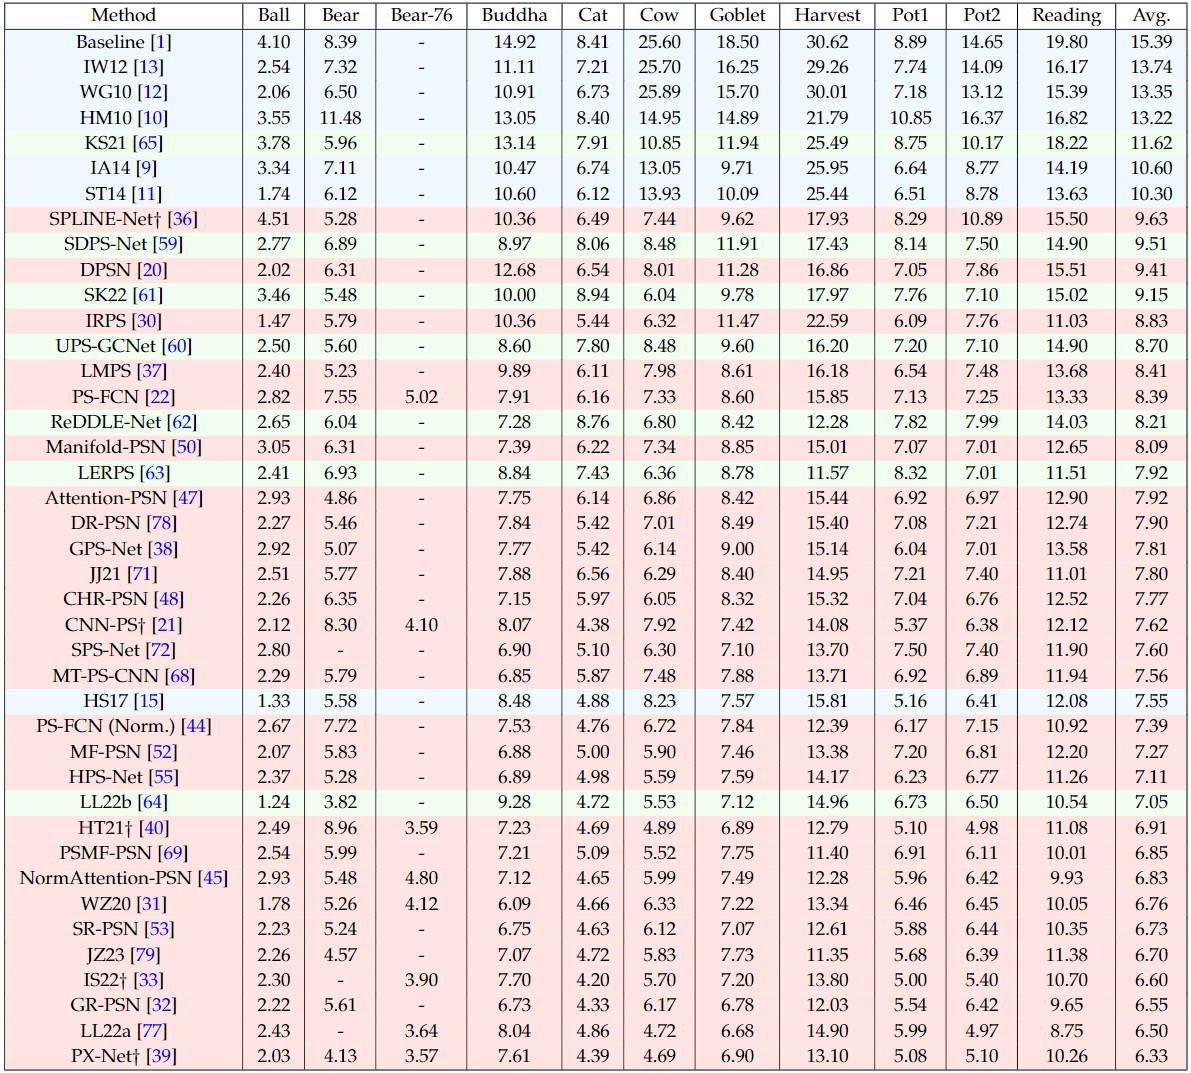 Method Ball Bear Bear-76 Buddha Cat Cow Goblet Harvest Pot1 Pot2 Reading Avg.
Baseline [1] 4.10 8.39 - 14.92 8.41 25.60 18.50 30.62 8.89 14.65 19.80 15.39
IW12 [13] 2.54 7.32 - 11.11 7.21 25.70 16.25 29.26 7.74 14.09 16.17 13.74
WG10 [12] 2.06 6.50 - 10.91 6.73 25.89 15.70 30.01 7.18 13.12 15.39 13.35
HM10 [10] 3.55 11.48 - 13.05 8.40 14.95 14.89 21.79 10.85 16.37 16.82 13.22
KS21 [65] 3.78 5.96 - 13.14 7.91 10.85 11.94 25.49 8.75 10.17 18.22 11.62
IA14 [9] 3.34 7.11 - 10.47 6.74 13.05 9.71 25.95 6.64 8.77 14.19 10.60
ST14 [11] 1.74 6.12 - 10.60 6.12 13.93 10.09 25.44 6.51 8.78 13.63 10.30
SPLINE-Net† [36] 4.51 5.28 - 10.36 6.49 7.44 9.62 17.93 8.29 10.89 15.50 9.63
SDPS-Net [59] 2.77 6.89 - 8.97 8.06 8.48 11.91 17.43 8.14 7.50 14.90 9.51
DPSN [20] 2.02 6.31 - 12.68 6.54 8.01 11.28 16.86 7.05 7.86 15.51 9.41
SK22 [61] 3.46 5.48 - 10.00 8.94 6.04 9.78 17.97 7.76 7.10 15.02 9.15
IRPS [30] 1.47 5.79 - 10.36 5.44 6.32 11.47 22.59 6.09 7.76 11.03 8.83
UPS-GCNet [60] 2.50 5.60 - 8.60 7.80 8.48 9.60 16.20 7.20 7.10 14.90 8.70
LMPS [37] 2.40 5.23 - 9.89 6.11 7.98 8.61 16.18 6.54 7.48 13.68 8.41
PS-FCN [22] 2.82 7.55 5.02 7.91 6.16 7.33 8.60 15.85 7.13 7.25 13.33 8.39
ReDDLE-Net [62] 2.65 6.04 - 7.28 8.76 6.80 8.42 12.28 7.82 7.99 14.03 8.21
Manifold-PSN [50] 3.05 6.31 - 7.39 6.22 7.34 8.85 15.01 7.07 7.01 12.65 8.09
LERPS [63] 2.41 6.93 - 8.84 7.43 6.36 8.78 11.57 8.32 7.01 11.51 7.92
Attention-PSN [47] 2.93 4.86 - 7.75 6.14 6.86 8.42 15.44 6.92 6.97 12.90 7.92
DR-PSN [78] 2.27 5.46 - 7.84 5.42 7.01 8.49 15.40 7.08 7.21 12.74 7.90
GPS-Net [38] 2.92 5.07 - 7.77 5.42 6.14 9.00 15.14 6.04 7.01 13.58 7.81
JJ21 [71] 2.51 5.77 - 7.88 6.56 6.29 8.40 14.95 7.21 7.40 11.01 7.80
CHR-PSN [48] 2.26 6.35 - 7.15 5.97 6.05 8.32 15.32 7.04 6.76 12.52 7.77
CNN-PS† [21] 2.12 8.30 4.10 8.07 4.38 7.92 7.42 14.08 5.37 6.38 12.12 7.62
SPS-Net [72] 2.80 - - 6.90 5.10 6.30 7.10 13.70 7.50 7.40 11.90 7.60
MT-PS-CNN [68] 2.29 5.79 - 6.85 5.87 7.48 7.88 13.71 6.92 6.89 11.94 7.56
HS17 [15] 1.33 5.58 - 8.48 4.88 8.23 7.57 15.81 5.16 6.41 12.08 7.55
PS-FCN (Norm.) [44] 2.67 7.72 - 7.53 4.76 6.72 7.84 12.39 6.17 7.15 10.92 7.39
MF-PSN [52] 2.07 5.83 - 6.88 5.00 5.90 7.46 13.38 7.20 6.81 12.20 7.27
HPS-Net [55] 2.37 5.28 - 6.89 4.98 5.59 7.59 14.17 6.23 6.77 11.26 7.11
LL22b [64] 1.24 3.82 - 9.28 4.72 5.53 7.12 14.96 6.73 6.50 10.54 7.05
HT21† [40] 2.49 8.96 3.59 7.23 4.69 4.89 6.89 12.79 5.10 4.98 11.08 6.91
PSMF-PSN [69] 2.54 5.99 - 7.21 5.09 5.52 7.75 11.40 6.91 6.11 10.01 6.85
NormAttention-PSN [45] 2.93 5.48 4.80 7.12 4.65 5.99 7.49 12.28 5.96 6.42 9.93 6.83
WZ20 [31] 1.78 5.26 4.12 6.09 4.66 6.33 7.22 13.34 6.46 6.45 10.05 6.76
SR-PSN [53] 2.23 5.24 - 6.75 4.63 6.12 7.07 12.61 5.88 6.44 10.35 6.73
JZ23 [79] 2.26 4.57 - 7.07 4.72 5.83 7.73 11.35 5.68 6.39 11.38 6.70
IS22† [33] 2.30 - 3.90 7.70 4.20 5.70 7.20 13.80 5.00 5.40 10.70 6.60
GR-PSN [32] 2.22 5.61 - 6.73 4.33 6.17 6.78 12.03 5.54 6.42 9.65 6.55
LL22a [77] 2.43 - 3.64 8.04 4.86 4.72 6.68 14.90 5.99 4.97 8.75 6.50
PX-Net† [39] 2.03 4.13 3.57 7.61 4.39 4.69 6.90 13.10 5.08 5.10 10.26 6.33